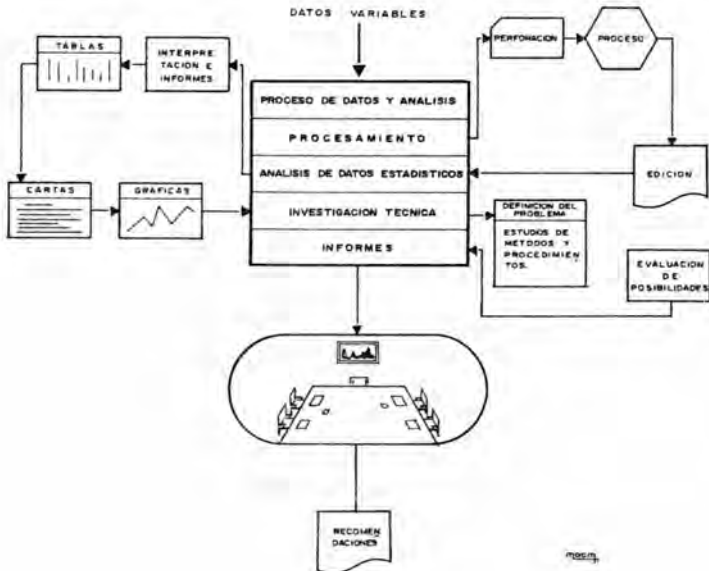 DATOS VARIABLES
TABLAS
INTERPRE
TACION E
INFORMES
PERFORACION
PROCESO
PROCESO DE DATOS Y ANALISIS
PROCESAMIENTO
ANALISIS DE DATOS ESTADISTICOS
INVESTIGACION TECNICA
INFORMES
CARTAS
GRAFICAS
EDICION
DEFINICION DEL
PROBLEMA
ESTUDOS DE
METODOS Y
PROCEDIMIEN
TOS.
EVALUACION
DE
POSIBILIDADES
RECOMEN
DACIONES